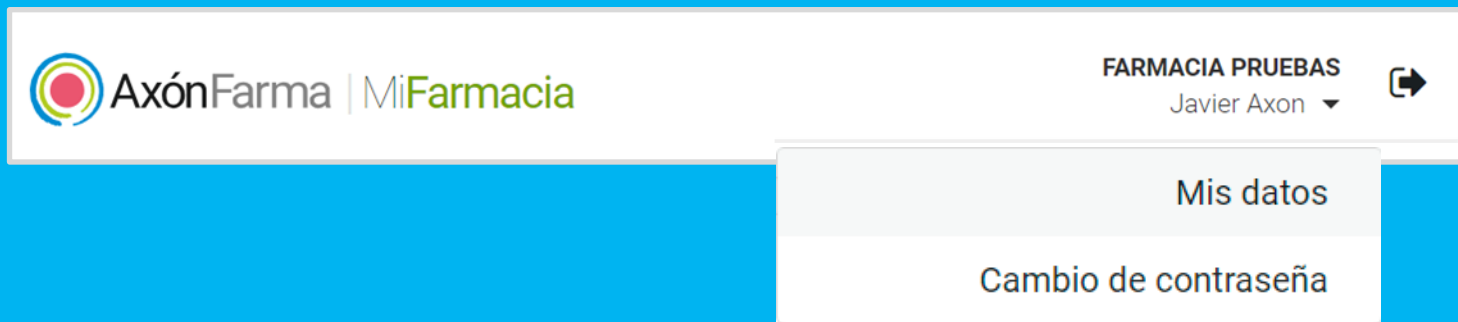 AxónFarma | MiFarmacia
FARMACIA PRUEBAS
Javier Axon
Mis datos
Cambio de contraseña